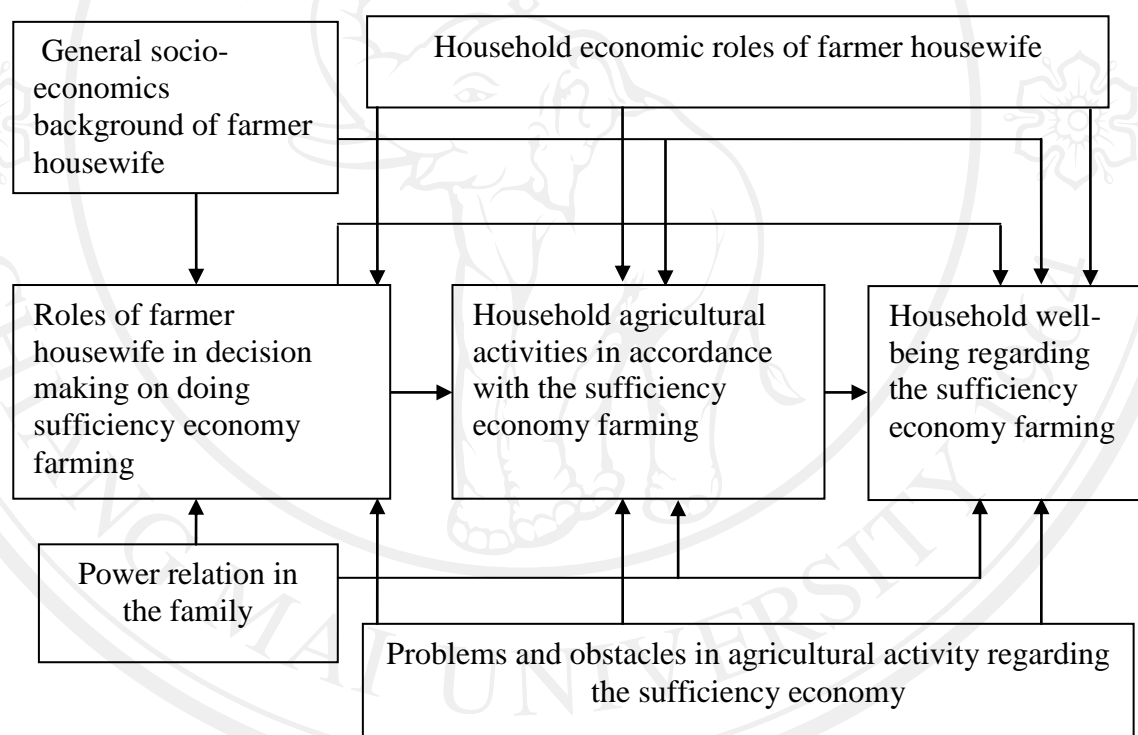 General socio-
economics
background of farmer
housewife
Household economic roles of farmer housewife
Roles of farmer
housewife in decision
making on doing
sufficiency economy
farming
Household agricultural
activities in accordance
with the sufficiency
economy farming
Household well-
being regarding
the sufficiency
economy farming
Power relation in
the family
Problems and obstacles in agricultural activity regarding
the sufficiency economy
MAI UNIVERSITY